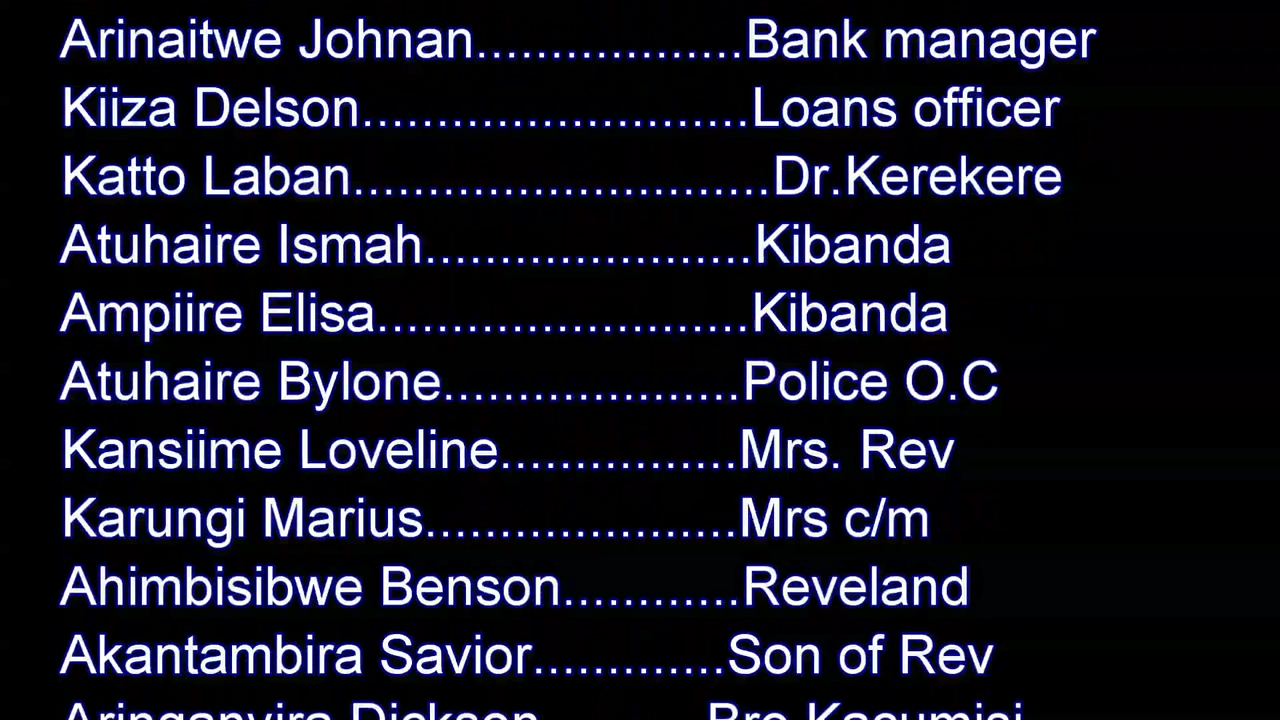 Arinaitwe Johnan..................Bank manager
Kiiza Delson..........................Loans officer
Katto Laban............................Dr.Kerekere
Atuhaire Ismah......................Kibanda
Ampiire Elisa.........................Kibanda
Atuhaire Bylone....................Police O.C
Kansiime Loveline................Mrs. Rev
Karungi Marius.....................Mrs c/m
Ahimbisibwe Benson............Reveland
Akantambira Savior.............Son of Rev